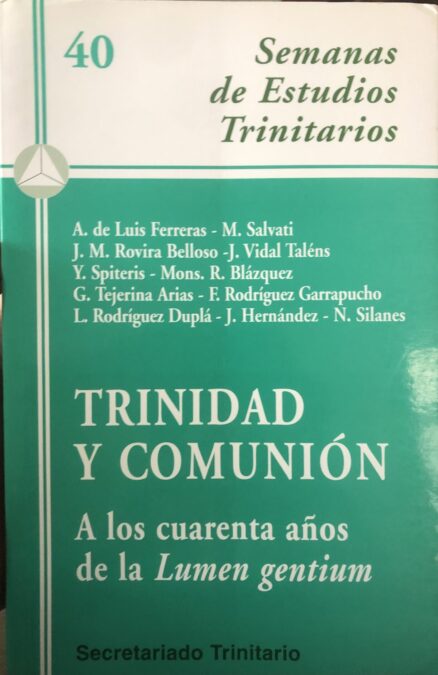 40
Semanas
de Estudios
Trinitarios
A. de Luis Ferreras - M. Salvati
J. M. Rovira Belloso -J. Vidal Taléns
Y. Spiteris - Mons. R. Blázquez
G. Tejerina Arias - F. Rodríguez Garrapucho
L. Rodríguez Duplá - J. Hernández - N. Silanes
TRINIDAD
Y COMUNIÓN
A los cuarenta años
de la Lumen gentium
Secretariado Trinitario